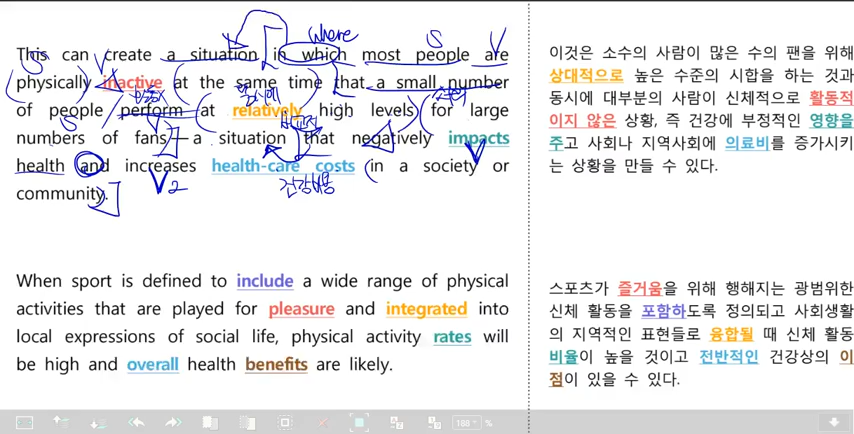 where
This can create a situation in which most people are
S
V
S
V
physically inactive at the same time that a small number
of people perform at relatively high levels for large
S
numbers of fans – a situation that negatively impacts
health and increases health-care costs in a society or
V
V2
건강비용
community.
When sport is defined to include a wide range of physical
activities that are played for pleasure and integrated into
local expressions of social life, physical activity rates will
be high and overall health benefits are likely.
이것은 소수의 사람이 많은 수의 팬을 위해
상대적으로 높은 수준의 시합을 하는 것과
동시에 대부분의 사람이 신체적으로 활동적
이지 않은 상황, 즉 건강에 부정적인 영향을
주고 사회나 지역사회에 의료비를 증가시키
는 상황을 만들 수 있다.
스포츠가 즐거움을 위해 행해지는 광범위한
신체 활동을 포함하도록 정의되고 사회생활
의 지역적인 표현들로 융합될 때 신체 활동
비율이 높을 것이고 전반적인 건강상의 이
점이 있을 수 있다.
188 %